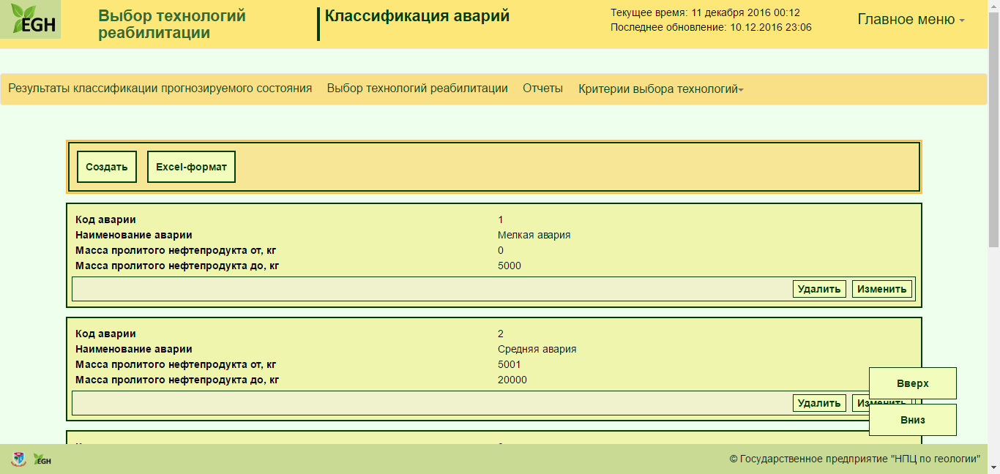 EGH
Выбор технологий
реабилитации
Классификация аварий
Текущее время: 11 декабря 2016 00:12
Последнее обновление: 10.12.2016 23:06
Главное меню
Результаты классификации прогнозируемого состояния Выбор технологий реабилитации Отчеты Критерии выбора технологий
Создать Excel-формат
Код аварии 1
Наименование аварии Мелкая авария
Масса пролитого нефтепродукта от, кг 0
Масса пролитого нефтепродукта до, кг 5000
Удалить Изменить
Код аварии 2
Наименование аварии Средняя авария
Масса пролитого нефтепродукта от, кг 5001
Масса пролитого нефтепродукта до, кг 20000
Удалить Изменить
Вверх
Вниз
EGH
© Государственное предприятие "НПЦ по геологии"